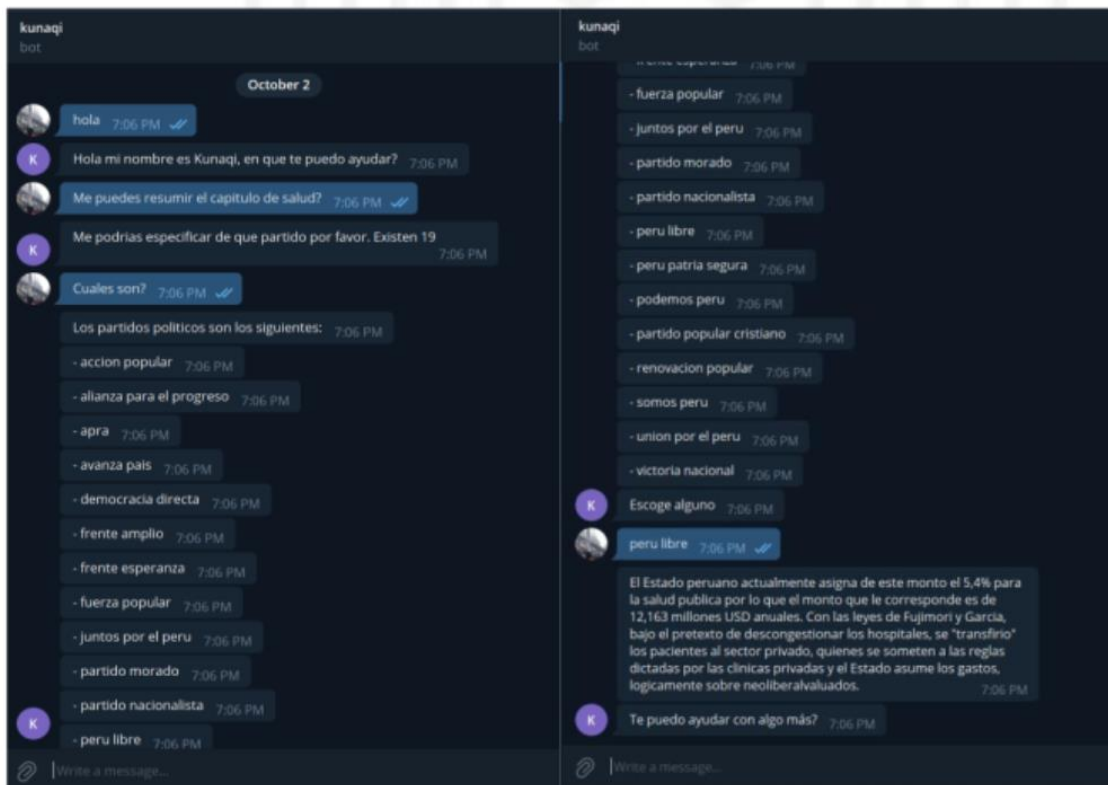 kunaqi
bot
October 2
hola 7:06 PM
K
Hola mi nombre es Kunaqi, en que te puedo ayudar? 7:06 PM
Me puedes resumir el capitulo de salud? 7:06 PM
K
Me podrias especificar de que partido por favor. Existen 19
7:06 PM
Cuales son? 7:06 PM
Los partidos politicos son los siguientes: 7:06 PM
- accion popular 7:06 PM
- alianza para el progreso 7:06 PM
- apra 7:06 PM
- avanza pais 7:06 PM
- democracia directa 7:06 PM
- frente amplio 7:06 PM
- frente esperanza 7:06 PM
- fuerza popular 7:06 PM
- juntos por el peru 7:06 PM
- partido morado 7:06 PM
- partido nacionalista 7:06 PM
K
- peru libre 7:06 PM
Write a message...
kunaqi
bot
- frente esperanza 7:06 PM
- fuerza popular 7:06 PM
- juntos por el peru 7:06 PM
- partido morado 7:06 PM
- partido nacionalista 7:06 PM
- peru libre 7:06 PM
- peru patria segura 7:06 PM
- podemos peru 7:06 PM
- partido popular cristiano 7:06 PM
- renovacion popular 7:06 PM
- somos peru 7:06 PM
- union por el peru 7:06 PM
- victoria nacional 7:06 PM
K
Escoge alguno 7:06 PM
peru libre 7:06 PM
El Estado peruano actualmente asigna de este monto el 5,4% para
la salud publica por lo que el monto que le corresponde es de
12,163 millones USD anuales. Con las leyes de Fujimori y Garcia,
bajo el pretexto de descongestionar los hospitales, se "transfirio"
los pacientes al sector privado, quienes se someten a las reglas
dictadas por las clinicas privadas y el Estado asume los gastos,
logicamente sobre neoliberalvaluados. 7:06 PM
K
Te puedo ayudar con algo más? 7:06 PM
Write a message...